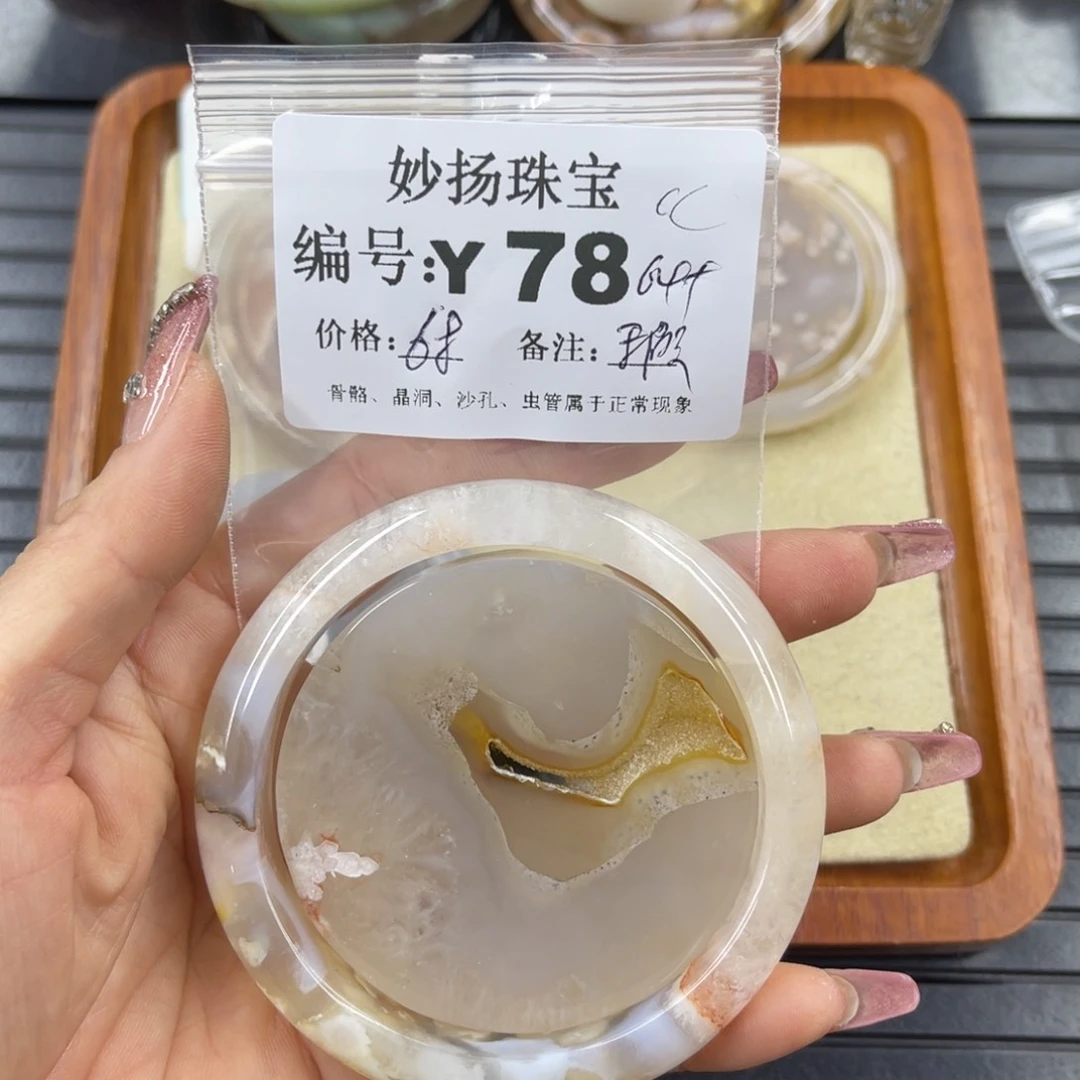 妙扬珠宝
编号:Y 78
价格: 备注:
骨骼、晶洞、沙孔、虫管属于正常现象